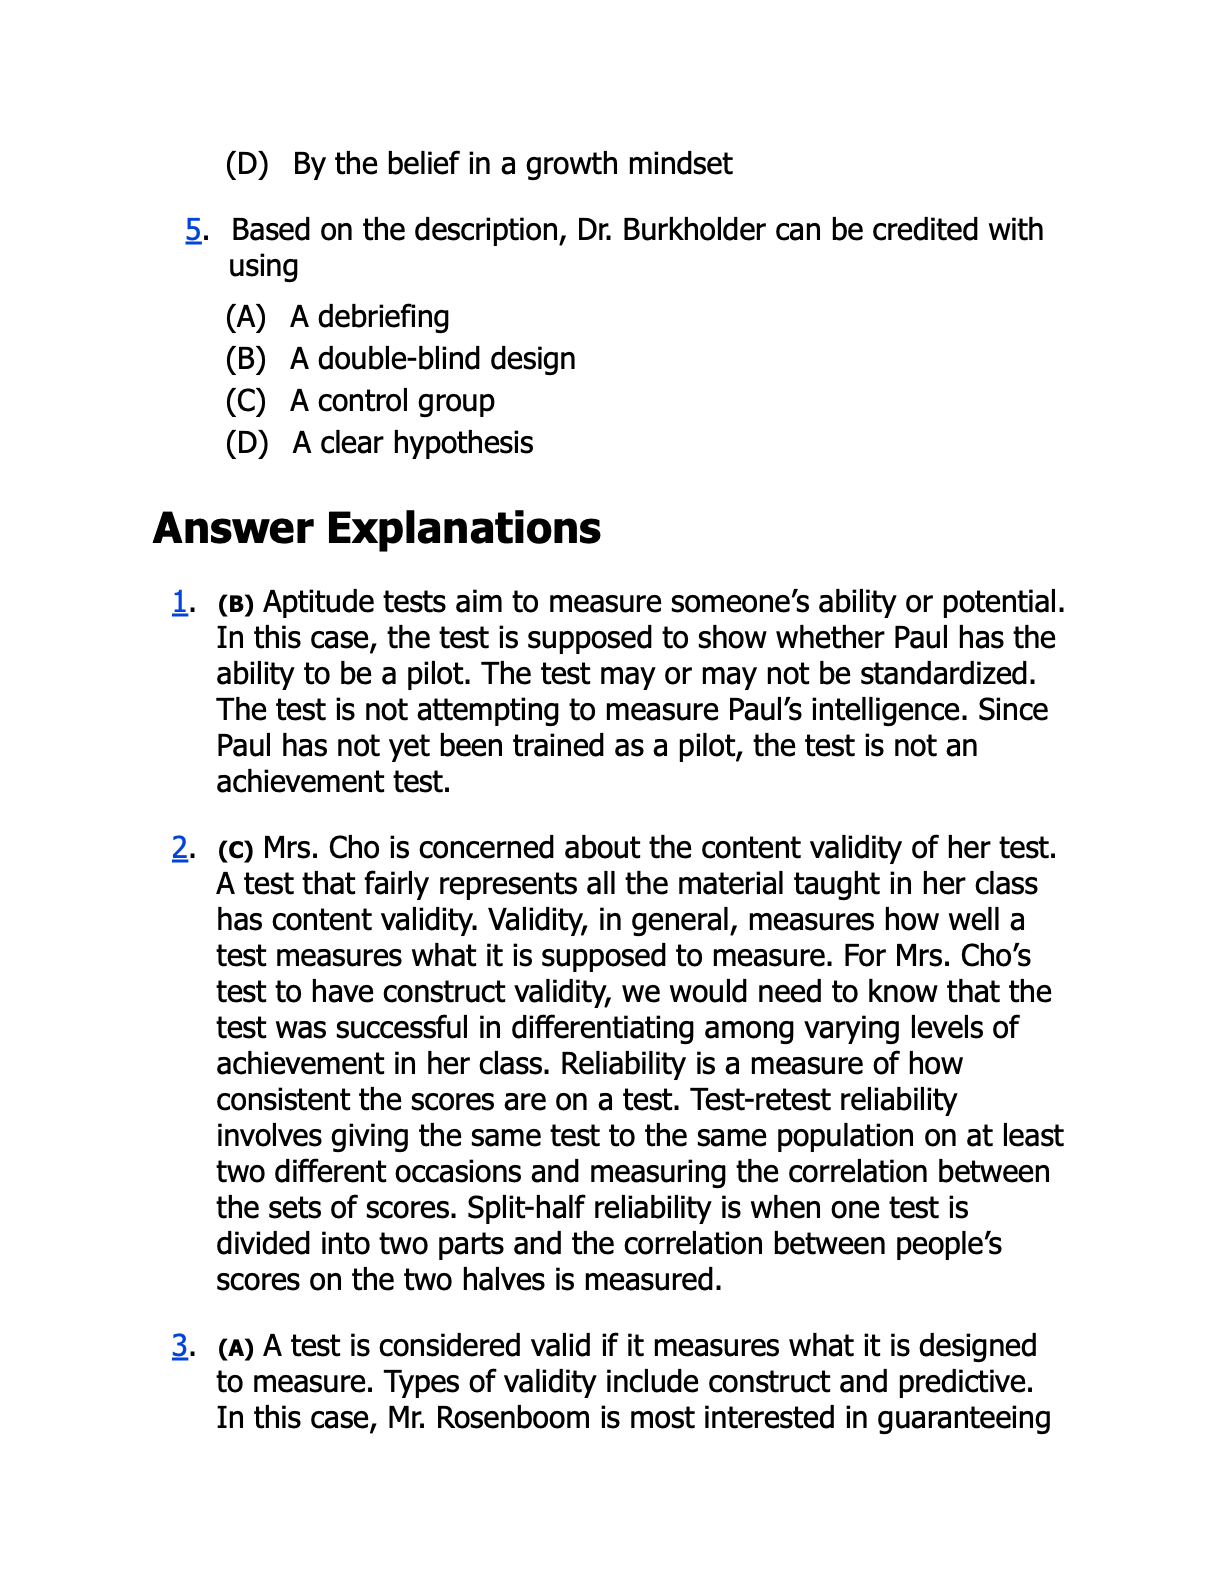 (D) By the belief in a growth mindset
5. Based on the description, Dr. Burkholder can be credited with
using
(A) A debriefing
(B) A double-blind design
(C) A control group
(D) A clear hypothesis
Answer Explanations
1. (B) Aptitude tests aim to measure someone’s ability or potential.
In this case, the test is supposed to show whether Paul has the
ability to be a pilot. The test may or may not be standardized.
The test is not attempting to measure Paul’s intelligence. Since
Paul has not yet been trained as a pilot, the test is not an
achievement test.
2. (C) Mrs. Cho is concerned about the content validity of her test.
A test that fairly represents all the material taught in her class
has content validity. Validity, in general, measures how well a
test measures what it is supposed to measure. For Mrs. Cho’s
test to have construct validity, we would need to know that the
test was successful in differentiating among varying levels of
achievement in her class. Reliability is a measure of how
consistent the scores are on a test. Test-retest reliability
involves giving the same test to the same population on at least
two different occasions and measuring the correlation between
the sets of scores. Split-half reliability is when one test is
divided into two parts and the correlation between people’s
scores on the two halves is measured.
3. (A) A test is considered valid if it measures what it is designed
to measure. Types of validity include construct and predictive.
In this case, Mr. Rosenboom is most interested in guaranteeing